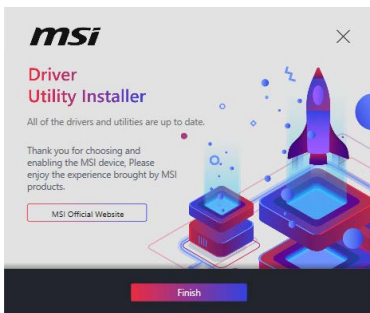 msi
Driver
Utility Installer
All of the drivers and utilities are up to date.
Thank you for choosing and
enabling the MSI device, Please
enjoy the experience brought by MSI
products.
MSI Official Website
Finish